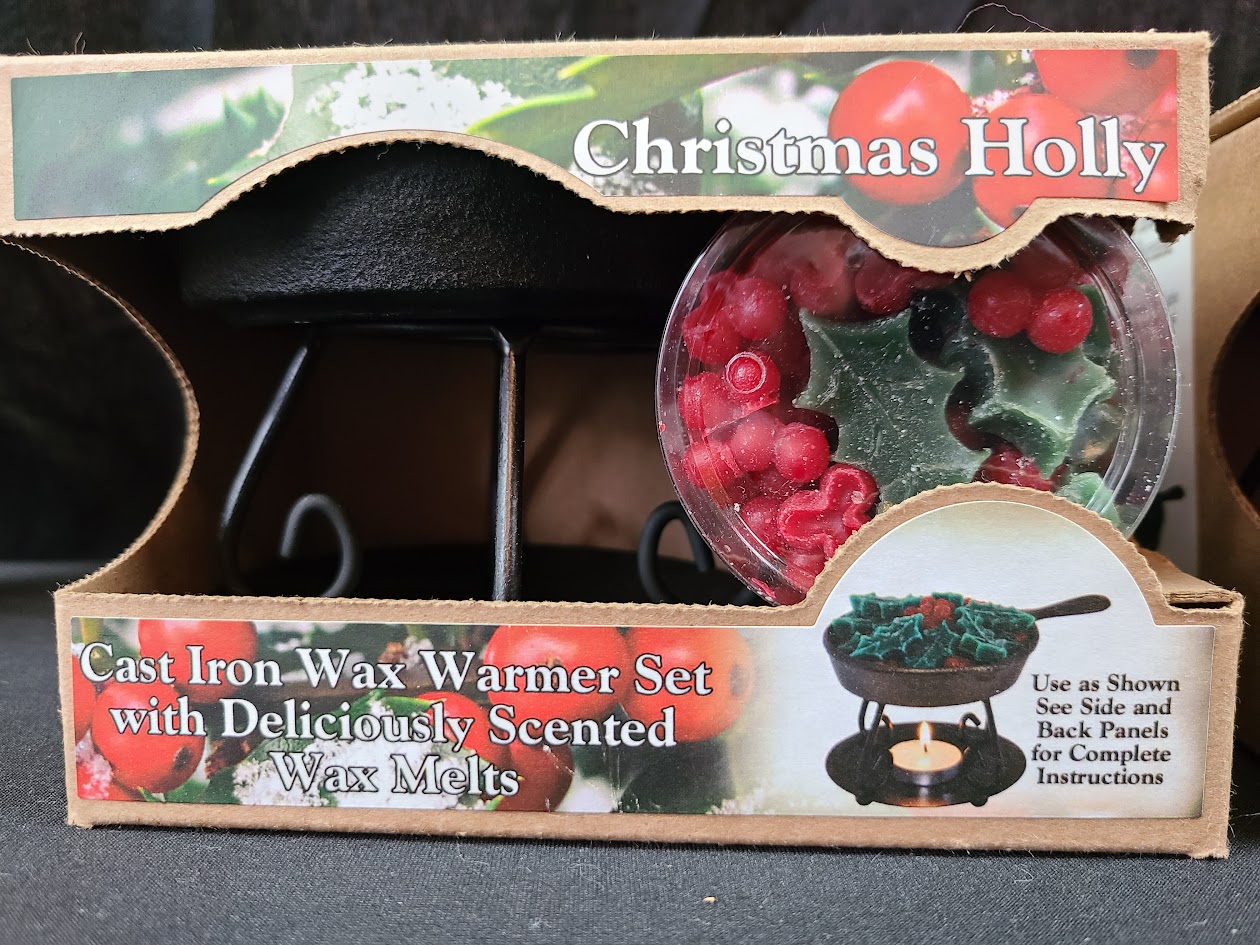 Christmas Holly
Cast Iron Wax Warmer Set
with Deliciously Scented
Wax Melts
Use as Shown
See Side and
Back Panels
for Complete
Instructions